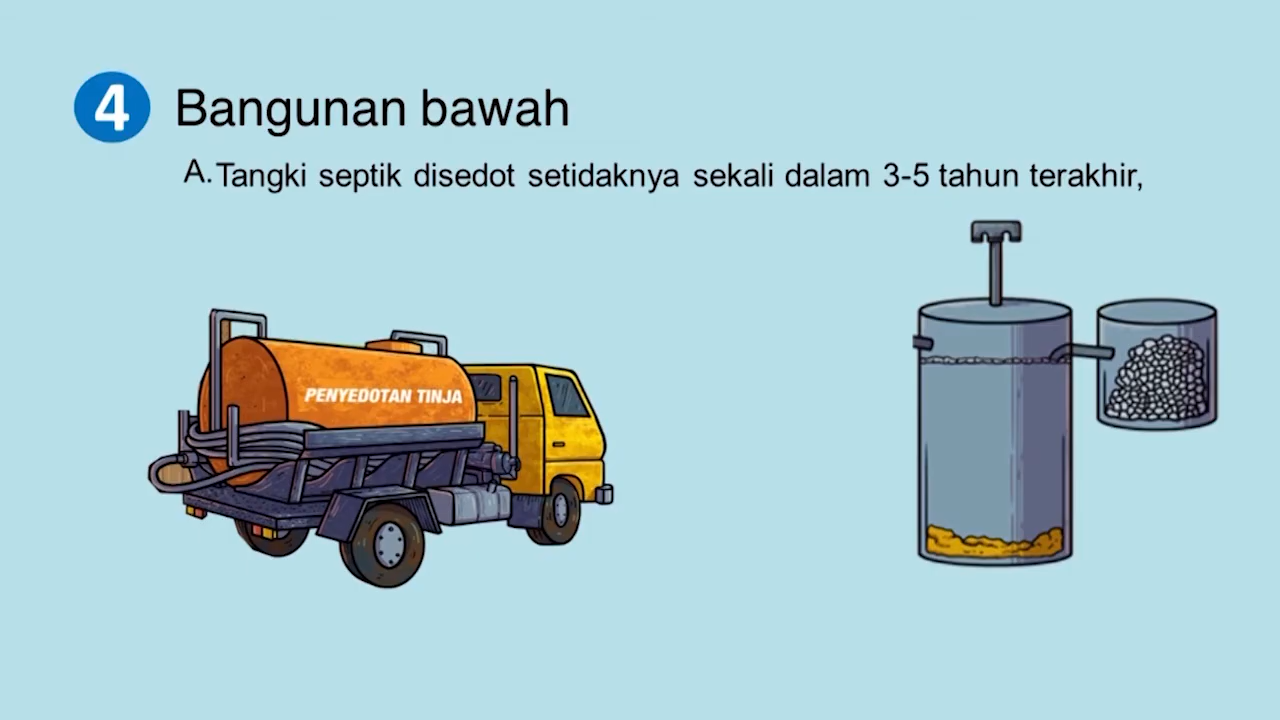 4 Bangunan bawah
A. Tangki septik disedot setidaknya sekali dalam 3-5 tahun terakhir,
PENYEDOTAN TINJA